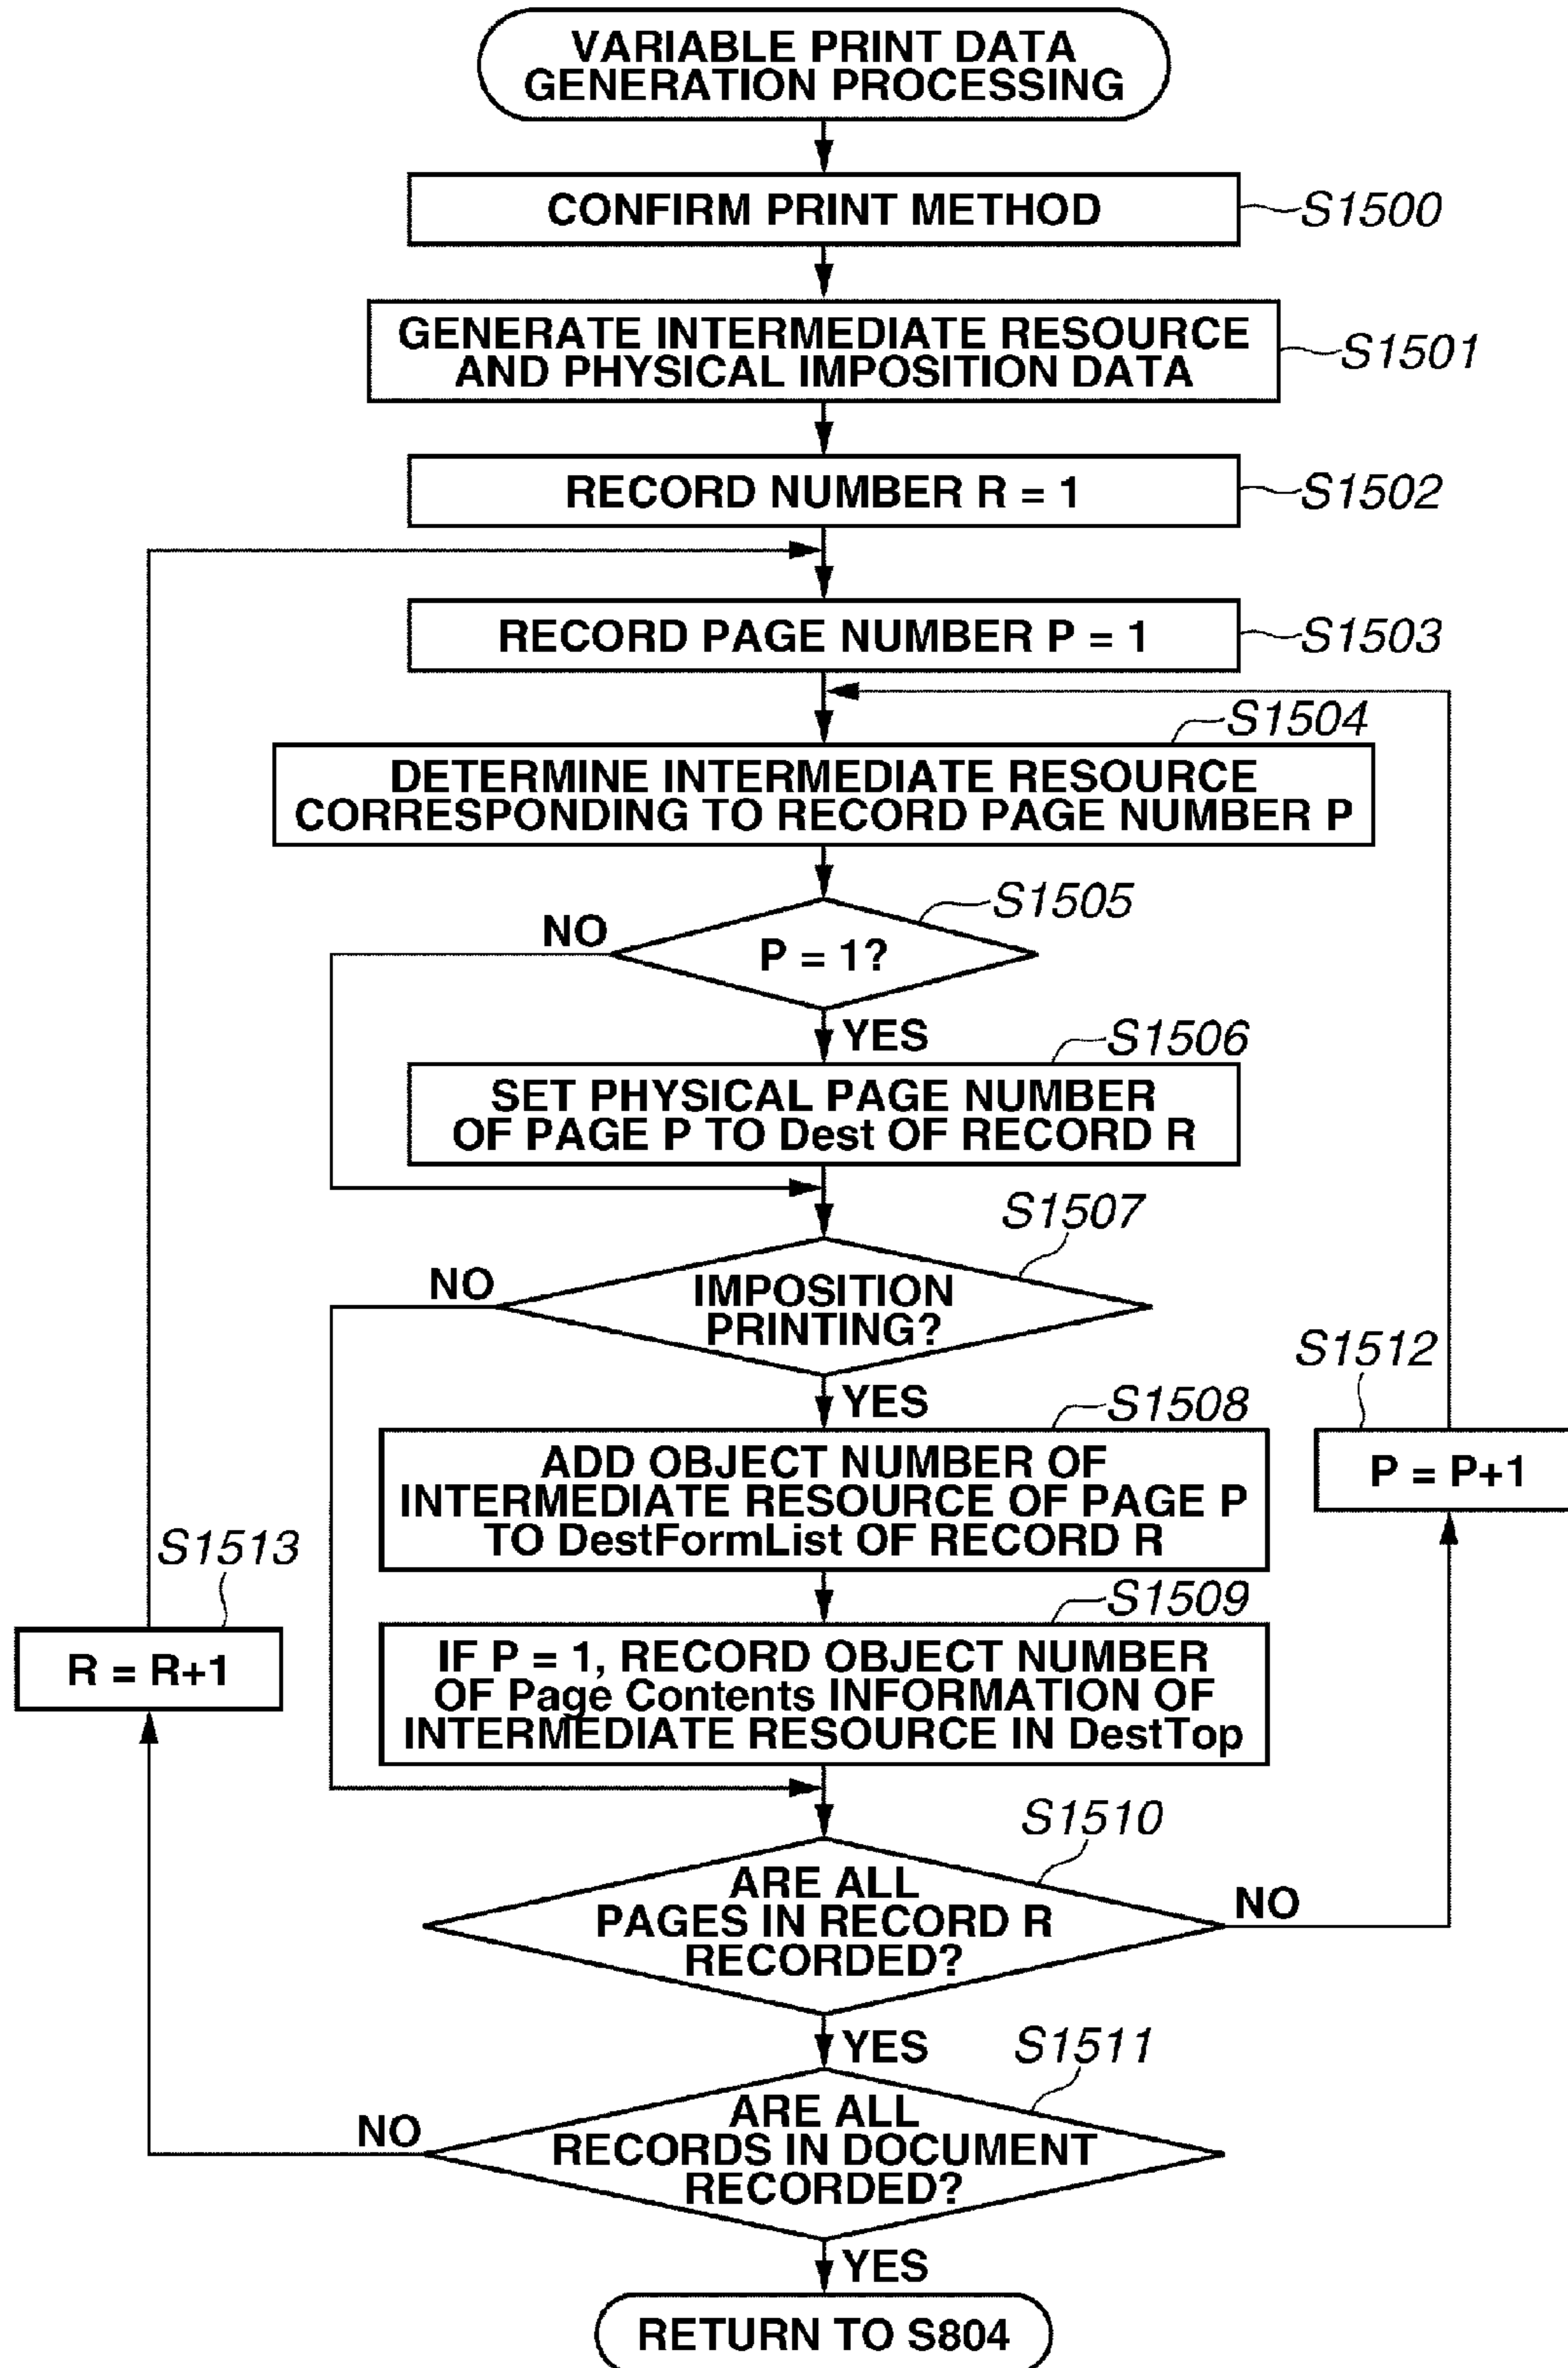 VARIABLE PRINT DATA
GENERATION PROCESSING
CONFIRM PRINT METHOD
S1500
GENERATE INTERMEDIATE RESOURCE
AND PHYSICAL IMPOSITION DATA
S1501
RECORD NUMBER R = 1
S1502
RECORD PAGE NUMBER P = 1
S1503
S1504
DETERMINE INTERMEDIATE RESOURCE
CORRESPONDING TO RECORD PAGE NUMBER P
S1505
NO
P = 1?
YES
S1506
SET PHYSICAL PAGE NUMBER
OF PAGE P TO Dest OF RECORD R
S1507
NO
IMPOSITION
PRINTING?
YES
S1508
ADD OBJECT NUMBER OF
INTERMEDIATE RESOURCE OF PAGE P
TO DestFormList OF RECORD R
S1512
P = P+1
S1509
IF P = 1, RECORD OBJECT NUMBER
OF Page Contents INFORMATION OF
INTERMEDIATE RESOURCE IN DestTop
S1513
R = R+1
S1510
ARE ALL
PAGES IN RECORD R
RECORDED?
NO
YES
S1511
ARE ALL
RECORDS IN DOCUMENT
RECORDED?
NO
YES
RETURN TO S804